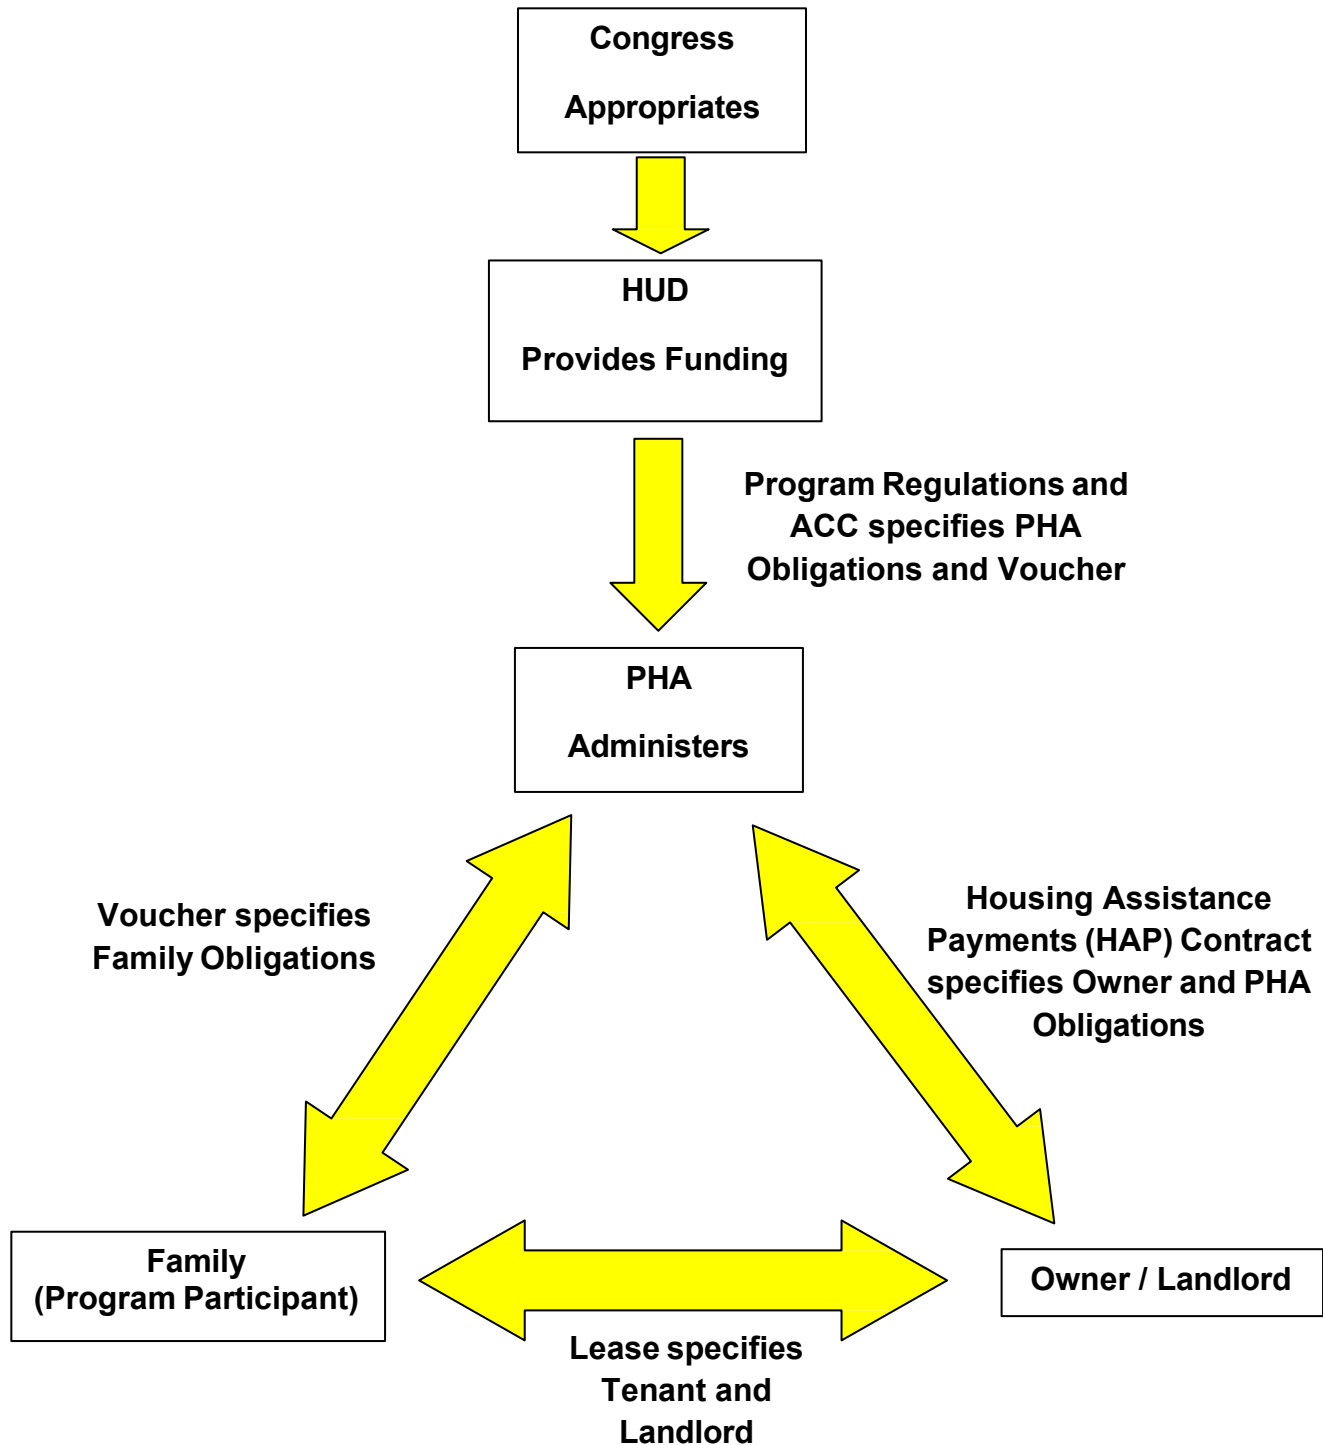 Congress
Appropriates
HUD
Provides Funding
Program Regulations and
ACC specifies PHA
Obligations and Voucher
PHA
Administers
Voucher specifies
Family Obligations
Housing Assistance
Payments (HAP) Contract
specifies Owner and PHA
Obligations
Family
(Program Participant)
Owner / Landlord
Lease specifies
Tenant and
Landlord